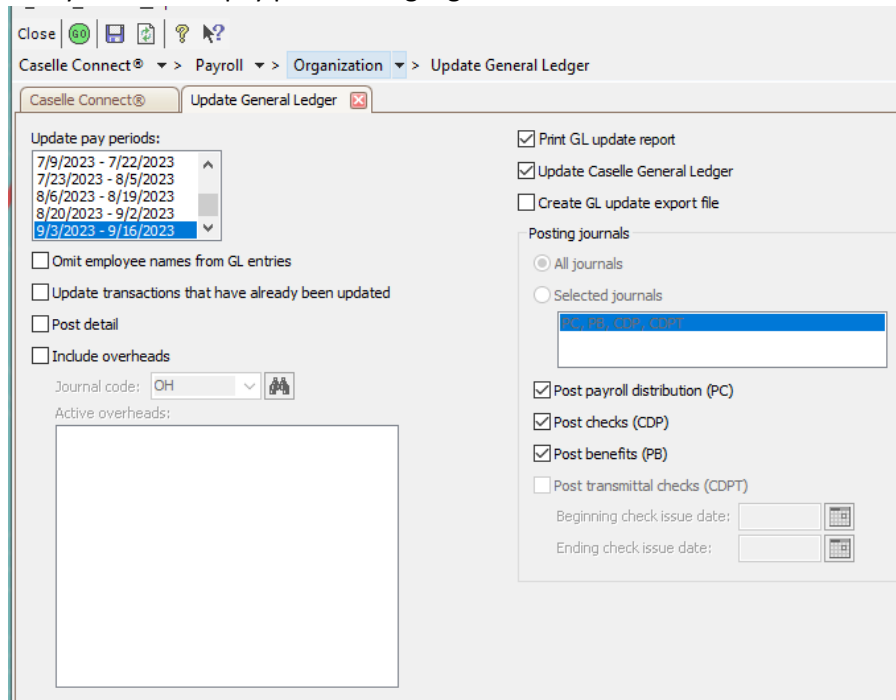 Close GO
Caselle Connect® > Payroll > Organization > Update General Ledger
Caselle Connect® Update General Ledger
Update pay periods:
7/9/2023 - 7/22/2023
7/23/2023 - 8/5/2023
8/6/2023 - 8/19/2023
8/20/2023 - 9/2/2023
9/3/2023 - 9/16/2023
Omit employee names from GL entries
Update transactions that have already been updated
Post detail
Include overheads
Journal code: OH
Active overheads:
Print GL update report
Update Caselle General Ledger
Create GL update export file
Posting journals
All journals
Selected journals
PC, PB, CDP, CDPT
Post payroll distribution (PC)
Post checks (CDP)
Post benefits (PB)
Post transmittal checks (CDPT)
Beginning check issue date:
Ending check issue date: